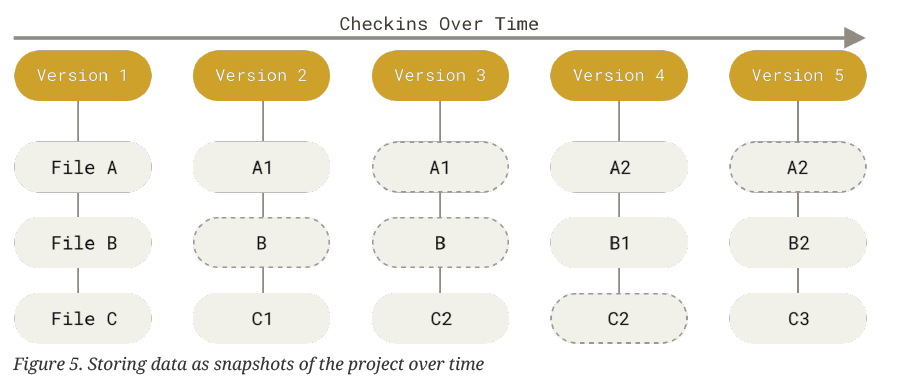 Checkins Over Time
Version 1 Version 2 Version 3 Version 4 Version 5
File A A1 A1 A2 A2
File B B B B1 B2
File C C1 C2 C2 C3
Figure 5. Storing data as snapshots of the project over time